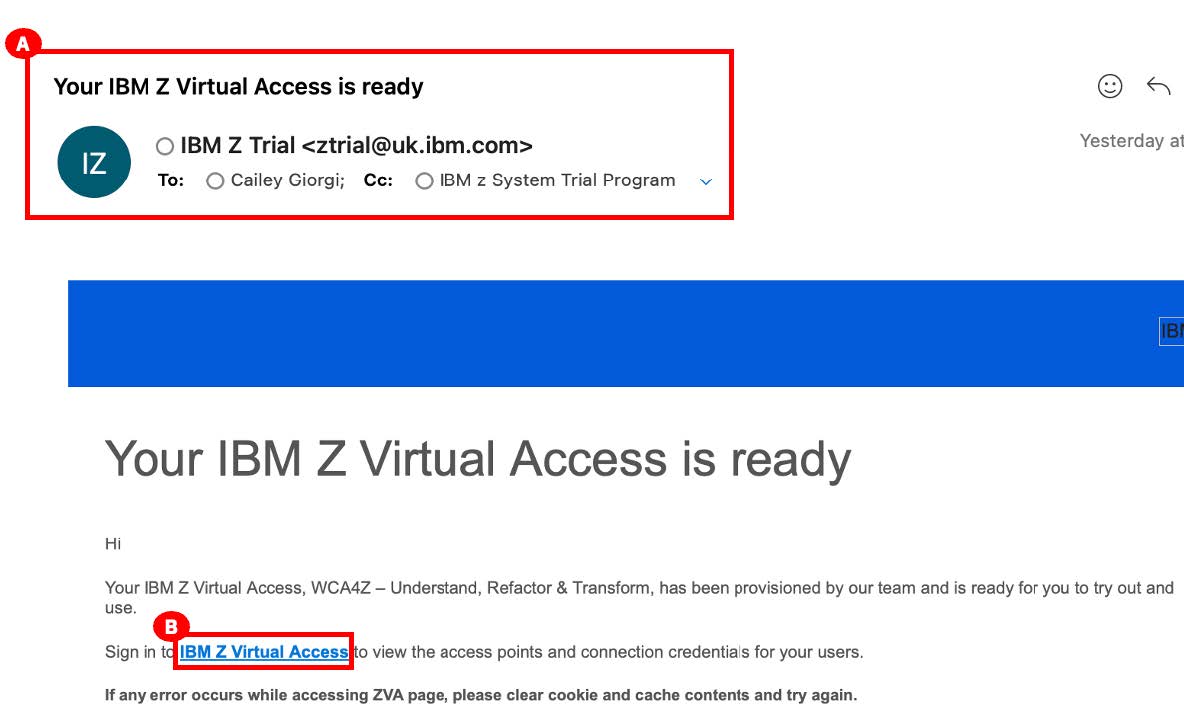 A
Your IBM Z Virtual Access is ready
IZ
IBM Z Trial <ztrial@uk.ibm.com>
Yesterday at
To: Cailey Giorgi; Cc: IBM z System Trial Program
Your IBM Z Virtual Access is ready
Hi
Your IBM Z Virtual Access, WCA4Z – Understand, Refactor & Transform, has been provisioned by our team and is ready for you to try out and
use.
B
Sign in to IBM Z Virtual Access to view the access points and connection credentials for your users.
If any error occurs while accessing ZVA page, please clear cookie and cache contents and try again.